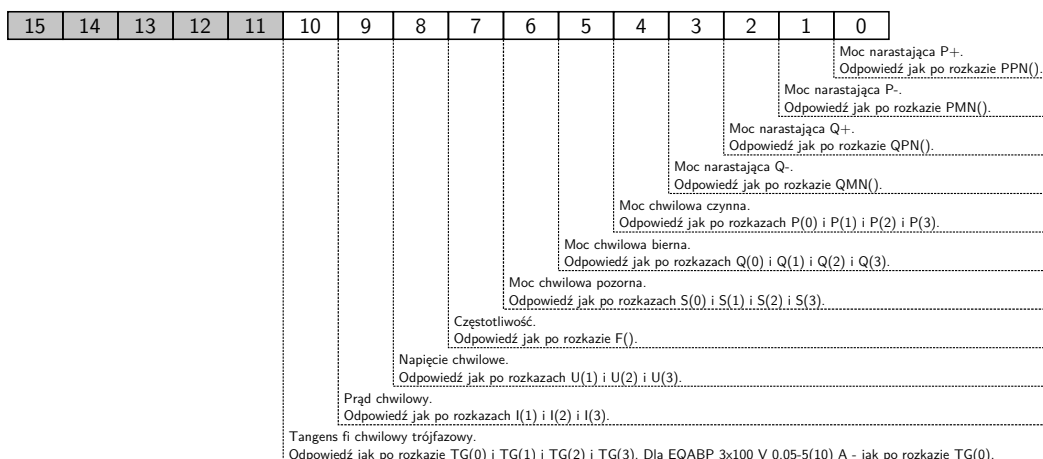 15 14 13 12 11 10 9 8 7 6 5 4 3 2 1 0
Moc narastająca P+.
Odpowiedź jak po rozkazie PPN().
Moc narastająca P-.
Odpowiedź jak po rozkazie PMN().
Moc narastająca Q+.
Odpowiedź jak po rozkazie QPN().
Moc narastająca Q-.
Odpowiedź jak po rozkazie QMN().
Moc chwilowa czynna.
Odpowiedź jak po rozkazach P(0) i P(1) i P(2) i P(3).
Moc chwilowa bierna.
Odpowiedź jak po rozkazach Q(0) i Q(1) i Q(2) i Q(3).
Moc chwilowa pozorna.
Odpowiedź jak po rozkazach S(0) i S(1) i S(2) i S(3).
Częstotliwość.
Odpowiedź jak po rozkazie F().
Napięcie chwilowe.
Odpowiedź jak po rozkazach U(1) i U(2) i U(3).
Prąd chwilowy.
Odpowiedź jak po rozkazach I(1) i I(2) i I(3).
Tangens fi chwilowy trójfazowy.
Odpowiedź jak po rozkazie TG(0) i TG(1) i TG(2) i TG(3). Dla EQABP 3x100 V 0.05-5(10) A - jak po rozkazie TG(0).